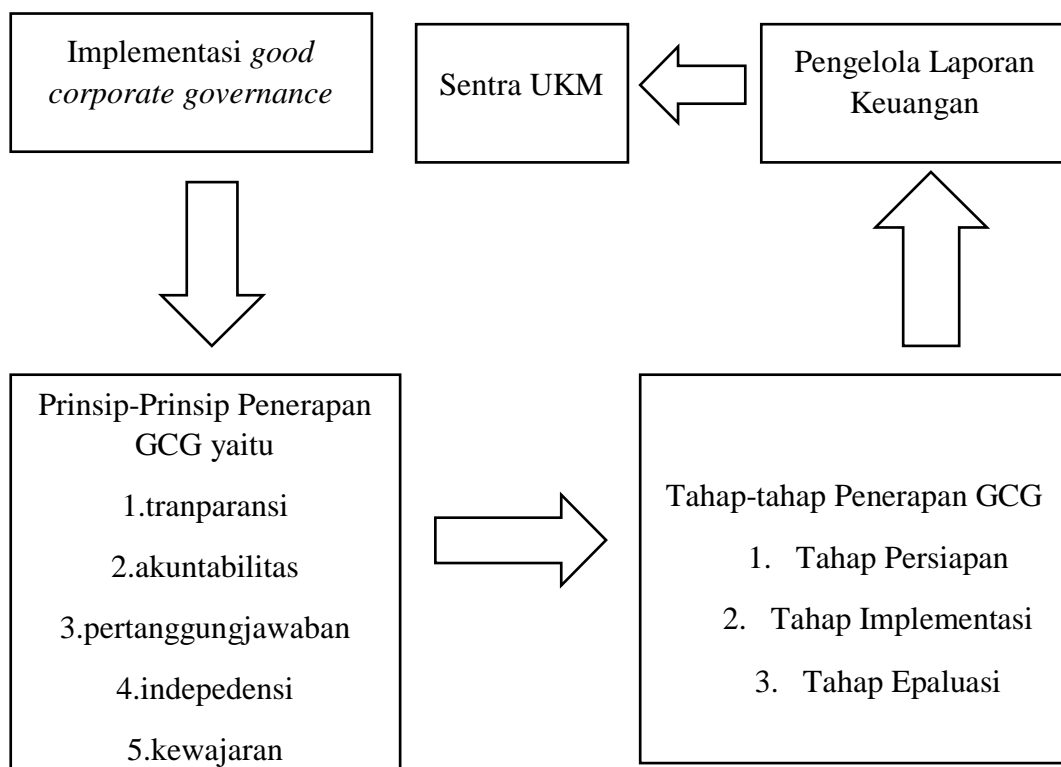 Implementasi good
corporate governance
Sentra UKM
Pengelola Laporan
Keuangan
Prinsip-Prinsip Penerapan
GCG yaitu
1.tranparansi
2.akuntabilitas
3.pertanggungjawaban
4.indepedensi
5.kewajaran
Tahap-tahap Penerapan GCG
1. Tahap Persiapan
2. Tahap Implementasi
3. Tahap Epaluasi